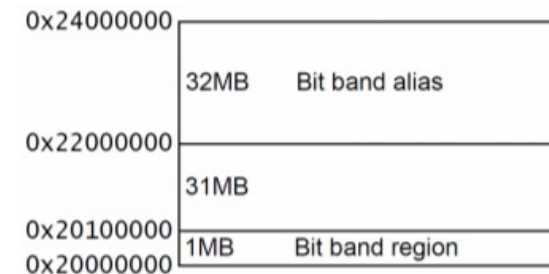 0x24000000
32MB Bit band alias
0x22000000
31MB
0x20100000
1MB Bit band region
0x20000000